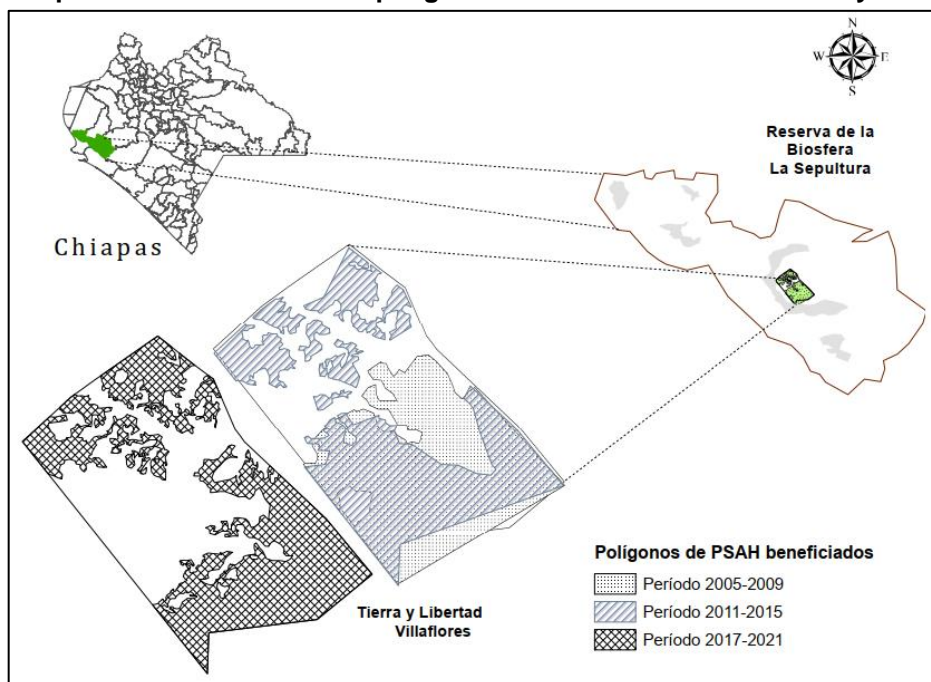 N
W E
S
Reserva de la
Biosfera
La Sepultura
Chiapas
Polígonos de PSAH beneficiados
Período 2005-2009
Período 2011-2015
Período 2017-2021
Tierra y Libertad
Villaflores